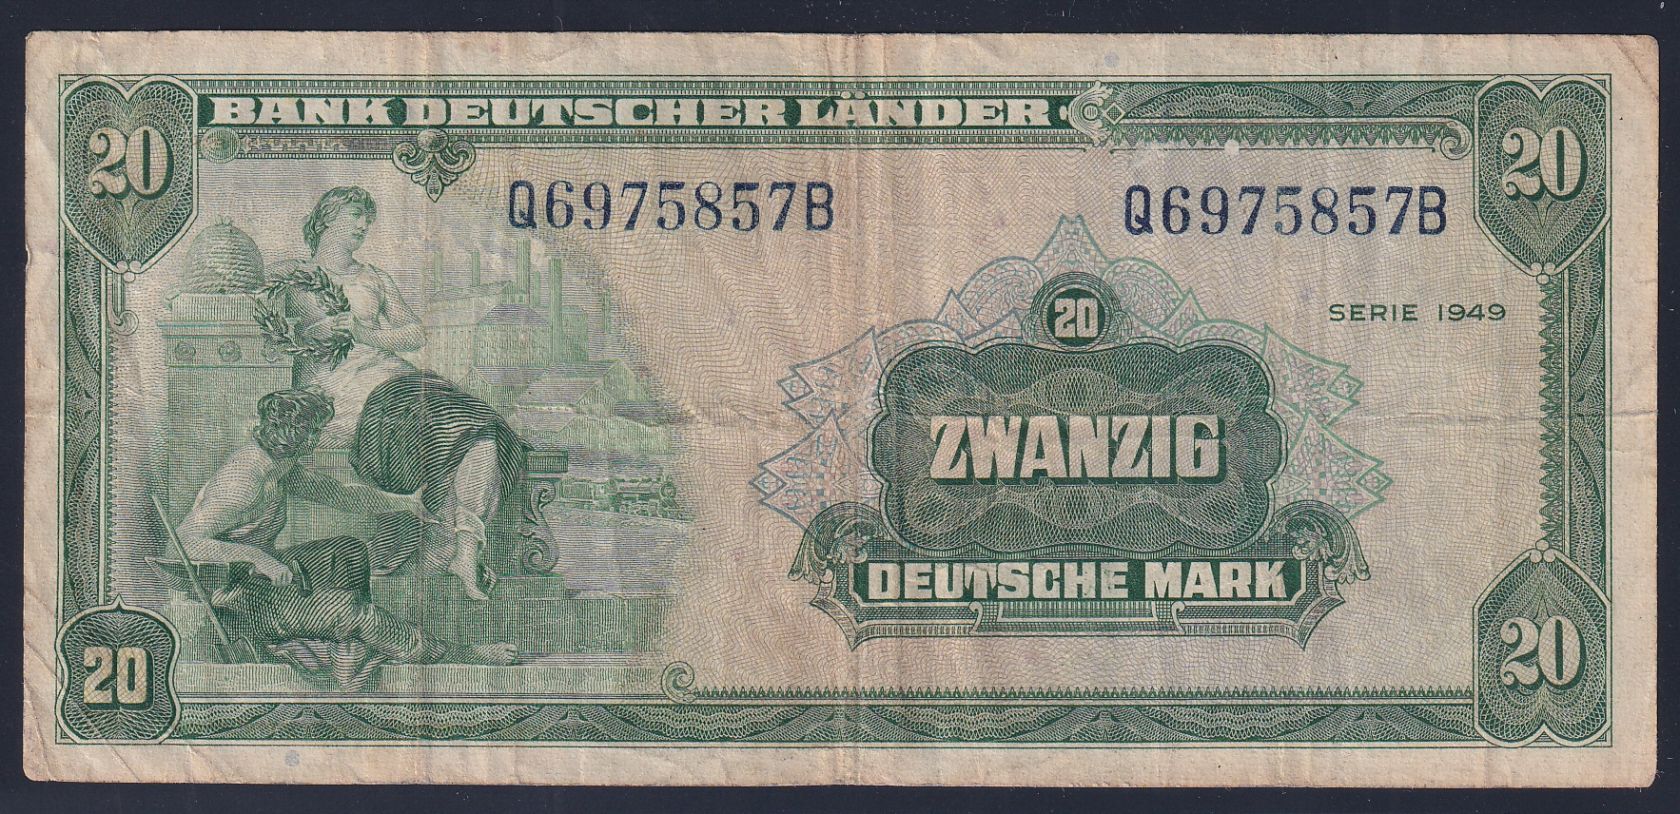 BANK DEUTSCHER LÄNDER
20
20
Q6975857B
Q6975857B
SERIE 1949
20
ZWANZIG
DEUTSCHE MARK
20
20